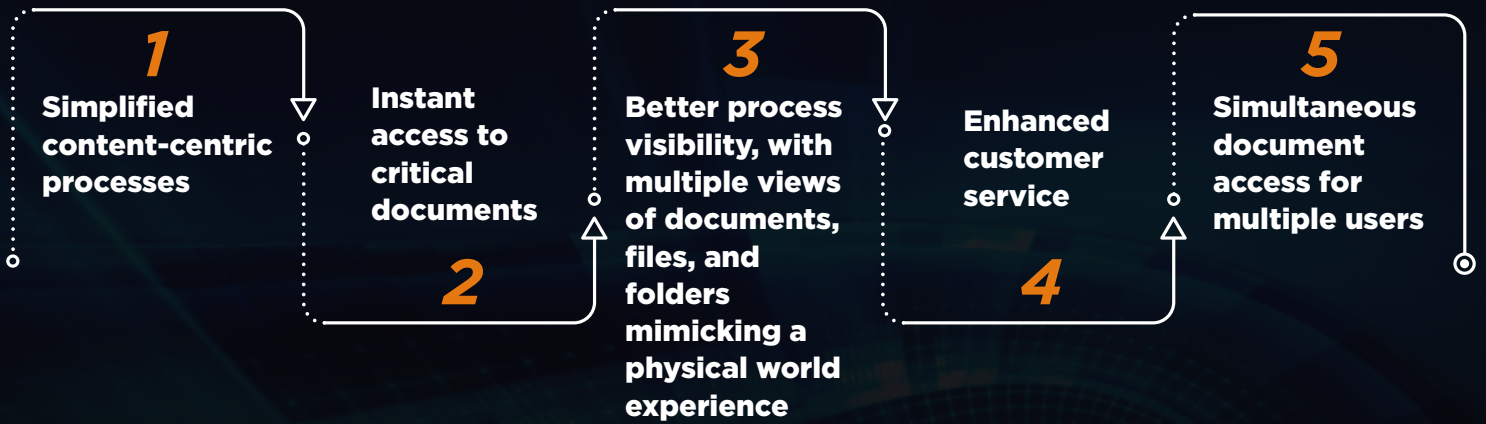 1
Simplified
content-centric
processes
Instant
access to
critical
documents
2
3
Better process
visibility, with
multiple views
of documents,
files, and
folders
mimicking a
physical world
experience
Enhanced
customer
service
4
5
Simultaneous
document
access for
multiple users